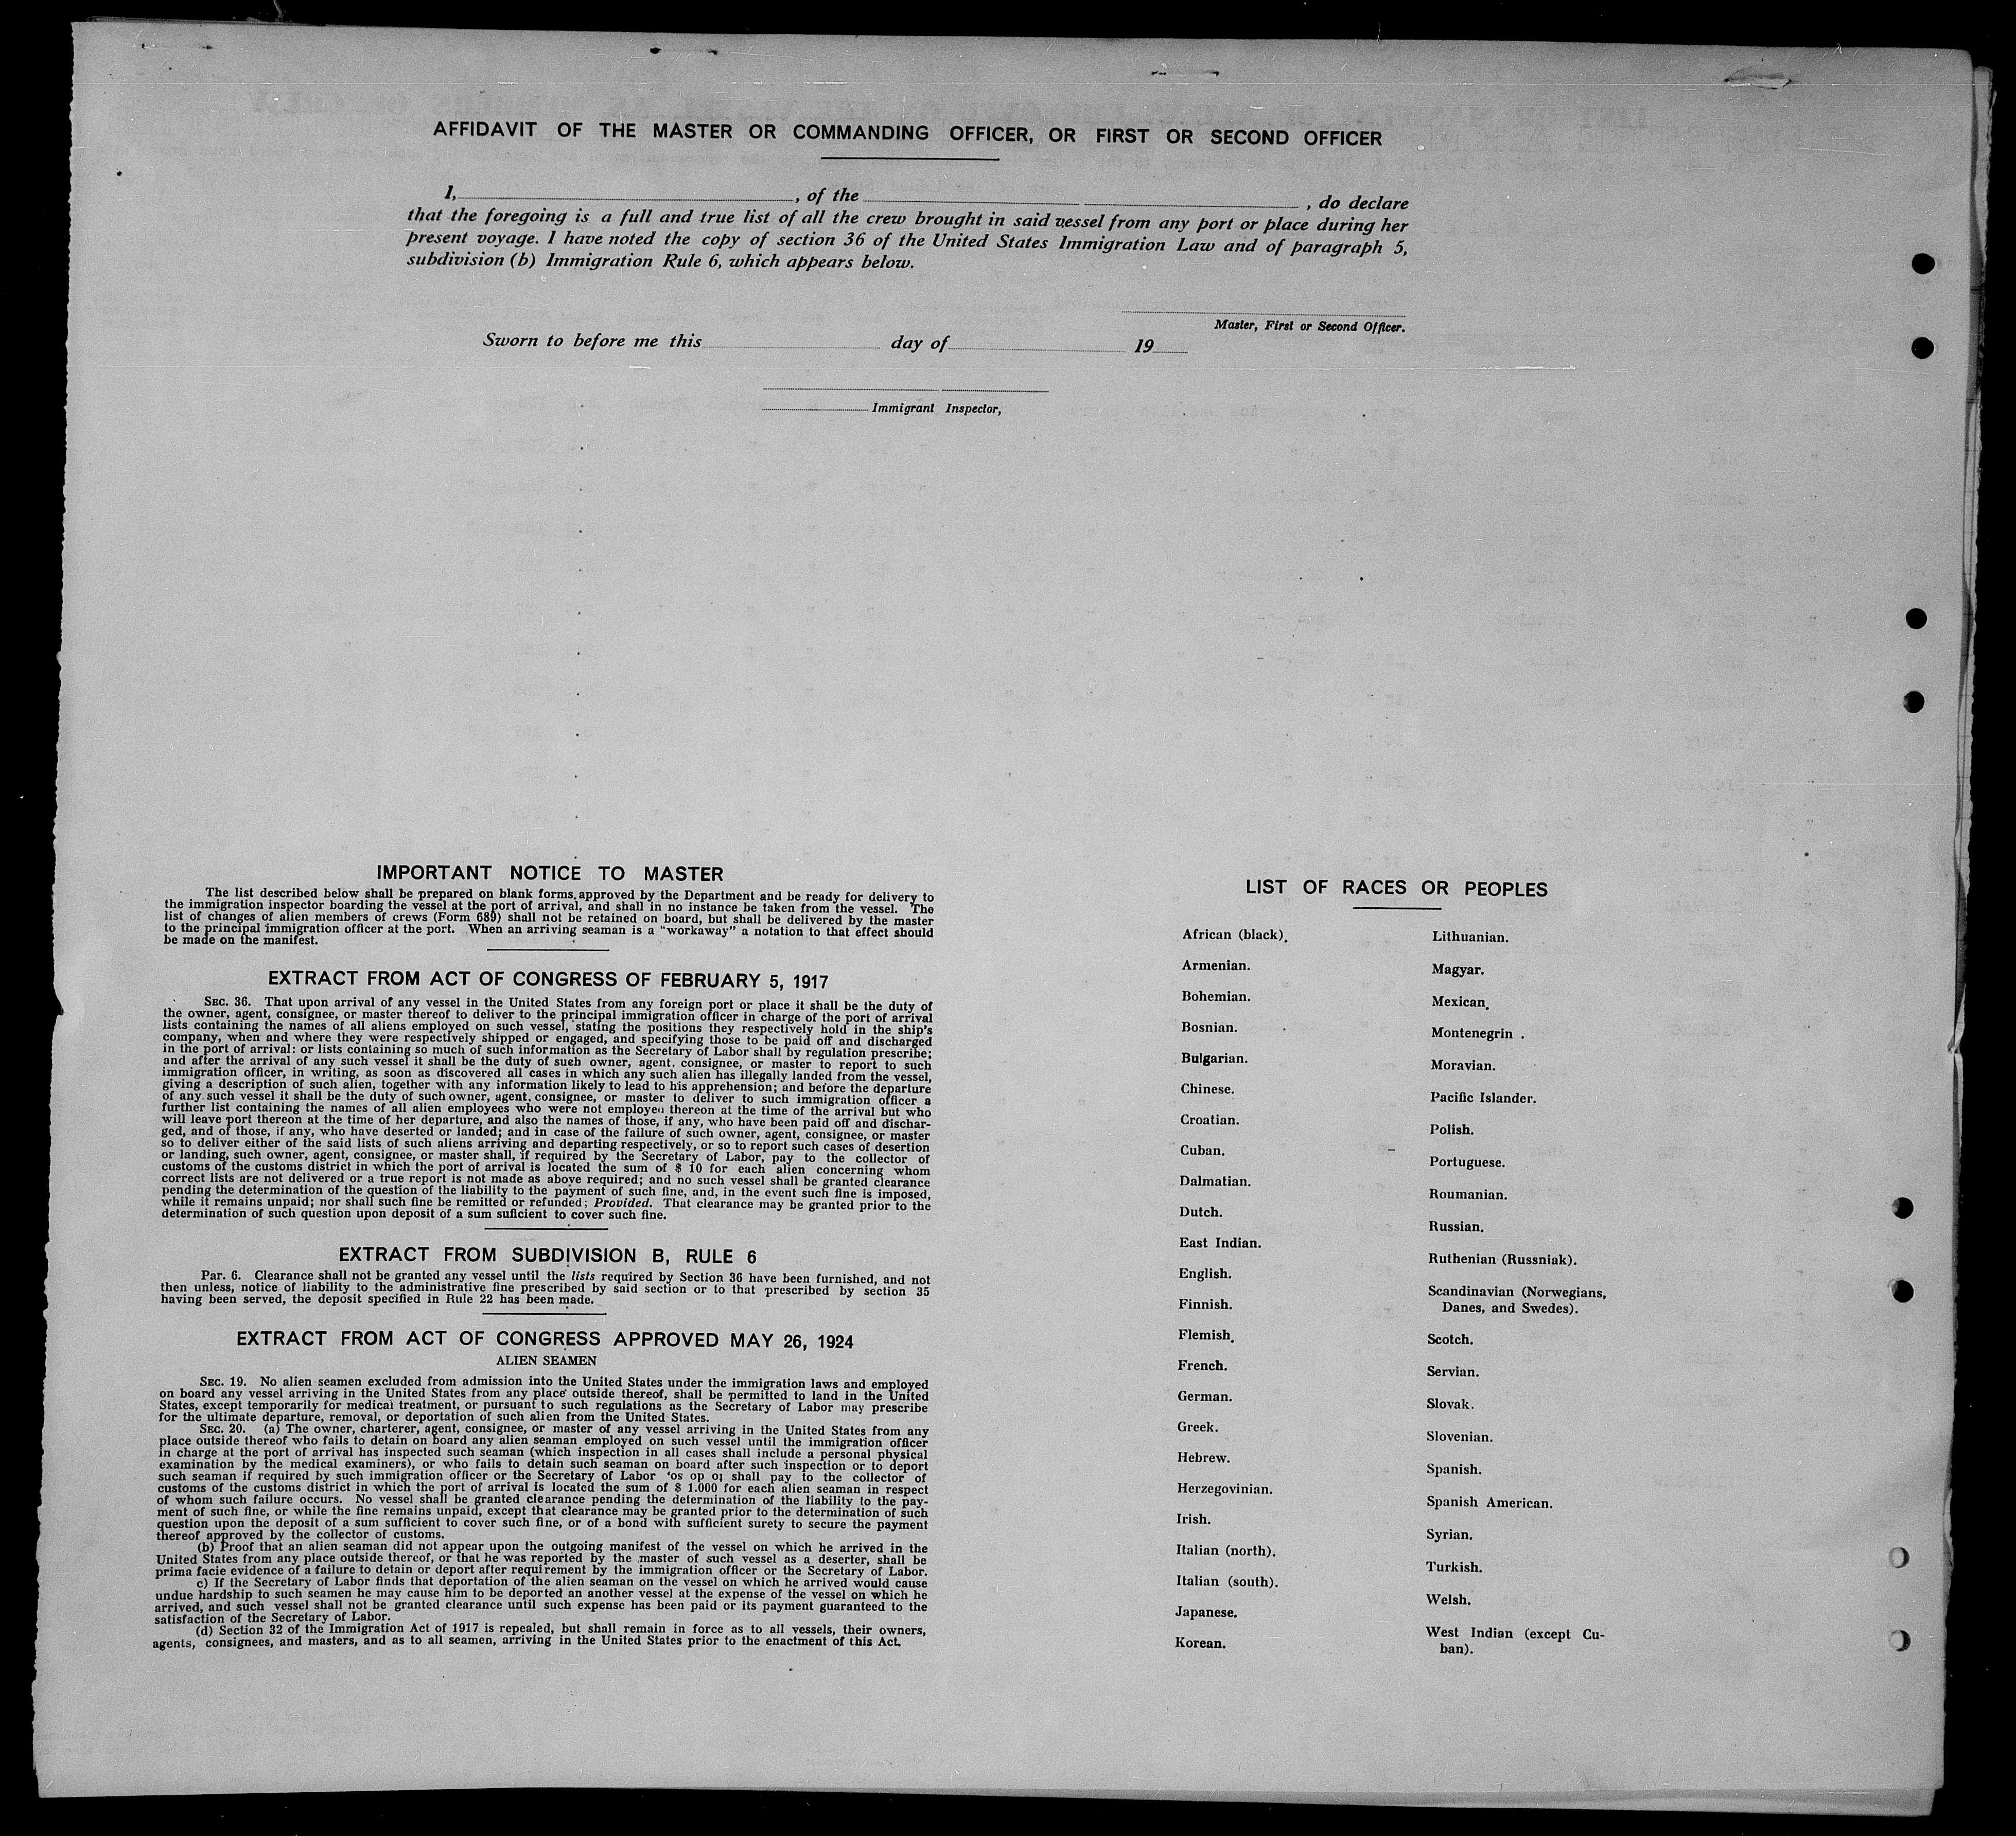 AFFIDAVIT OF THE MASTER OR COMMANDING OFFICER, OR FIRST OR SECOND OFFICER
I, , of the , do declare
that the foregoing is a full and true list of all the crew brought in said vessel from any port or place during her
present voyage. I have noted the copy of section 36 of the United States Immigration Law and of paragraph 5,
subdivision (b) Immigration Rule 6, which appears below.
Master, First or Second Officer.
Sworn to before me this day of 19
Immigrant Inspector,
IMPORTANT NOTICE TO MASTER
The list described below shall be prepared on blank forms approved by the Department and be ready for delivery to
the immigration inspector boarding the vessel at the port of arrival, and shall in no instance be taken from the vessel. The
list of changes of alien members of crews (Form 689) shall not be retained on board, but shall be delivered by the master
to the principal immigration officer at the port. When an arriving seaman is a "workaway" a notation to that effect should
be made on the manifest.
EXTRACT FROM ACT OF CONGRESS OF FEBRUARY 5, 1917
SEC. 36. That upon arrival of any vessel in the United States from any foreign port or place it shall be the duty of
the owner, agent, consignee, or master thereof to deliver to the principal immigration officer in charge of the port of arrival
lists containing the names of all aliens employed on such vessel, stating the positions they respectively hold in the ship's
company, when and where they were respectively shipped or engaged, and specifying those to be paid off and discharged
in the port of arrival: or lists containing so much of such information as the Secretary of Labor shall by regulation prescribe;
and after the arrival of any such vessel it shall be the duty of such owner, agent, consignee, or master to report to such
immigration officer, in writing, as soon as discovered all cases in which any such alien has illegally landed from the vessel,
giving a description of such alien, together with any information likely to lead to his apprehension; and before the departure
of any such vessel it shall be the duty of such owner, agent, consignee, or master to deliver to such immigration officer a
further list containing the names of all alien employees who were not employed thereon at the time of the arrival but who
will leave port thereon at the time of her departure, and also the names of those, if any, who have been paid off and dischar-
ged, and of those, if any, who have deserted or landed; and in case of the failure of such owner, agent, consignee, or master
so to deliver either of the said lists of such aliens arriving and departing respectively, or so to report such cases of desertion
or landing, such owner, agent, consignee, or master shall, if required by the Secretary of Labor, pay to the collector of
customs of the customs district in which the port of arrival is located the sum of $ 10 for each alien concerning whom
correct lists are not delivered or a true report is not made as above required; and no such vessel shall be granted clearance
pending the determination of the question of the liability to the payment of such fine, and, in the event such fine is imposed,
while it remains unpaid; nor shall such fine be remitted or refunded; Provided. That clearance may be granted prior to the
determination of such question upon deposit of a sum suficient to cover such fine.
EXTRACT FROM SUBDIVISION B, RULE 6
Par. 6. Clearance shall not be granted any vessel until the lists required by Section 36 have been furnished, and not
then unless, notice of liability to the administrative fine prescribed by said section or to that prescribed by section 35
having been served, the deposit specified in Rule 22 has been made.
EXTRACT FROM ACT OF CONGRESS APPROVED MAY 26, 1924
ALIEN SEAMEN
SEC. 19. No alien seamen excluded from admission into the United States under the immigration laws and employed
on board any vessel arriving in the United States from any place outside thereof, shall be permitted to land in the United
States, except temporarily for medical treatment, or pursuant to such regulations as the Secretary of Labor may prescribe
for the ultimate departure, removal, or deportation of such alien from the United States.
SEC. 20. (a) The owner, charterer, agent, consignee, or master of any vessel arriving in the United States from any
place outside thereof who fails to detain on board any alien seaman employed on such vessel until the immigration officer
in charge at the port of arrival has inspected such seaman (which inspection in all cases shall include a personal physical
examination by the medical examiners), or who fails to detain such seaman on board after such inspection or to deport
such seaman if required by such immigration officer or the Secretary of Labor 'os op oj shall pay to the collector of
customs of the customs district in which the port of arrival is located the sum of $ 1.000 for each alien seaman in respect
of whom such failure occurs. No vessel shall be granted clearance pending the determination of the liability to the pay-
ment of such fine, or while the fine remains unpaid, except that clearance may be granted prior to the determination of such
question upon the deposit of a sum sufficient to cover such fine, or of a bond with sufficient surety to secure the payment
thereof approved by the collector of customs.
(b) Proof that an alien seaman did not appear upon the outgoing manifest of the vessel on which he arrived in the
United States from any place outside thereof, or that he was reported by the master of such vessel as a deserter, shall be
prima facie evidence of a failure to detain or deport after requirement by the immigration officer or the Secretary of Labor.
c) If the Secretary of Labor finds that deportation of the alien seaman on the vessel on which he arrived would cause
undue hardship to such seamen he may cause him to be deported an another vessel at the expense of the vessel on which he
arrived, and such vessel shall not be granted clearance until such expense has been paid or its payment guaranteed to the
satisfaction of the Secretary of Labor.
(d) Section 32 of the Immigration Act of 1917 is repealed, but shall remain in force as to all vessels, their owners,
agents, consignees, and masters, and as to all seamen, arriving in the United States prior to the enactment of this Act.
LIST OF RACES OR PEOPLES
African (black).
Armenian.
Bohemian.
Bosnian.
Bulgarian.
Chinese.
Croatian.
Cuban.
Dalmatian.
Dutch.
East Indian.
English.
Finnish.
Flemish.
French.
German.
Greek.
Hebrew.
Herzegovinian.
Irish.
Italian (north).
Italian (south).
Japanese.
Korean.
Lithuanian.
Magyar.
Mexican.
Montenegrin .
Moravian.
Pacific Islander.
Polish.
Portuguese.
Roumanian.
Russian.
Ruthenian (Russniak).
Scandinavian (Norwegians,
Danes, and Swedes).
Scotch.
Servian.
Slovak.
Slovenian.
Spanish.
Spanish American.
Syrian.
Turkish.
Welsh.
West Indian (except Cu-
ban).